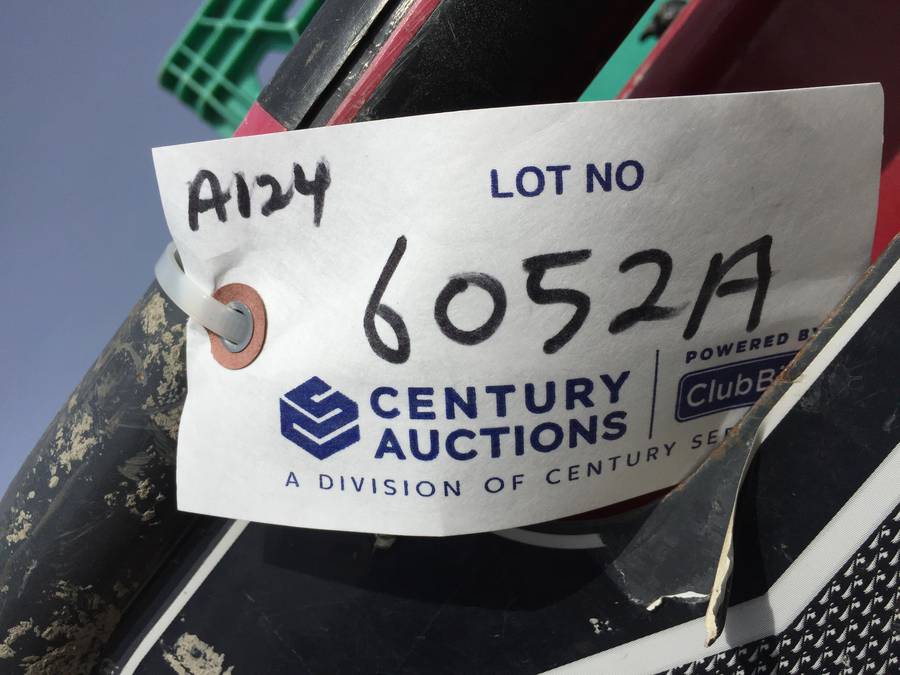 A124
LOT NO
6052A
CENTURY
AUCTIONS
POWERED BY
A DIVISION OF CENTURY